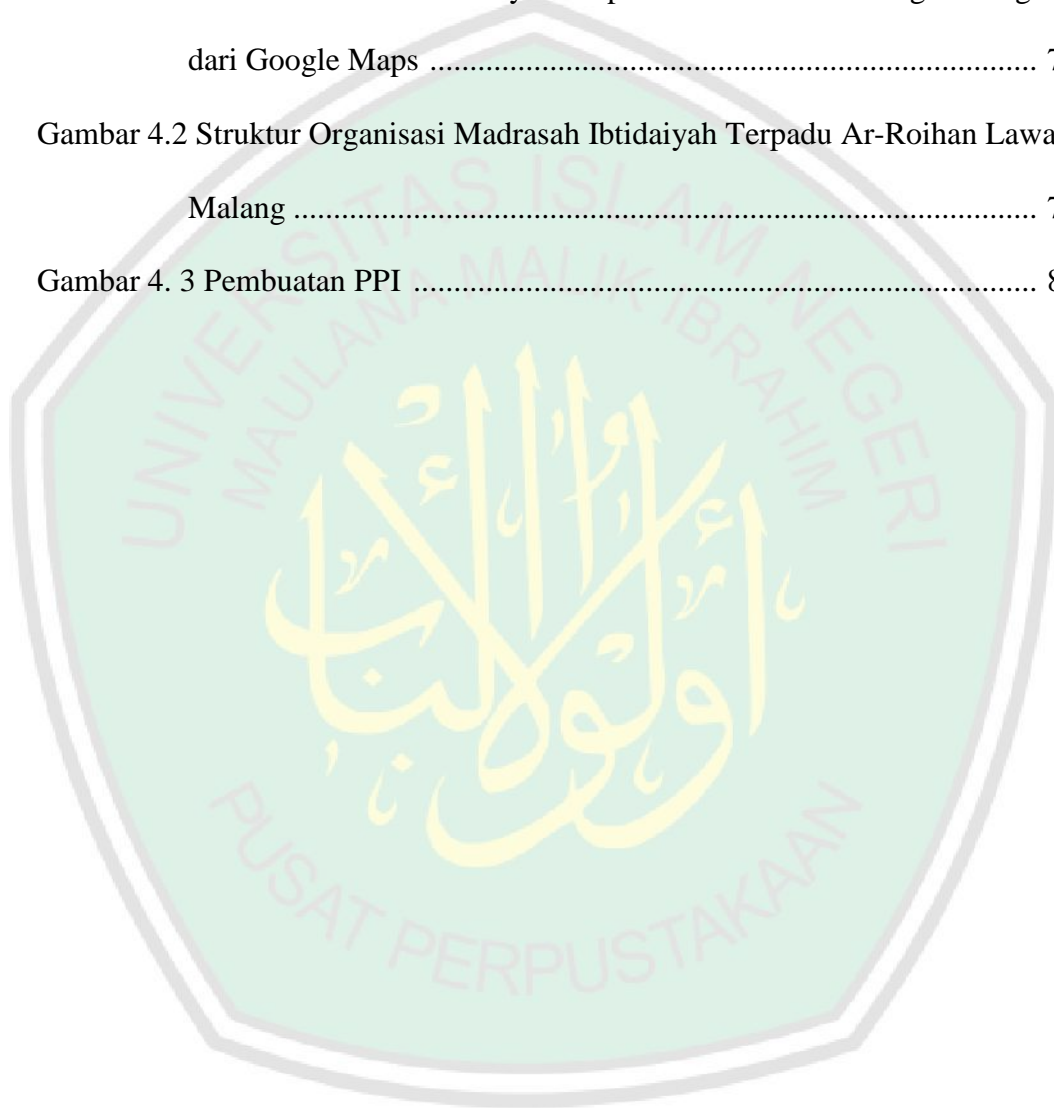 dari Google Maps ........................................................................... 7
Gambar 4.2 Struktur Organisasi Madrasah Ibtidaiyah Terpadu Ar-Roihan Lawa
Malang ............................................................................................ 7
Gambar 4. 3 Pembuatan PPI ............................................................................. 8
UNIVERSITAS ISLAM NEGERI
MAULANA MALIK IBRAHIM
أولوا الألباب
PUSAT PERPUSTAKAAN